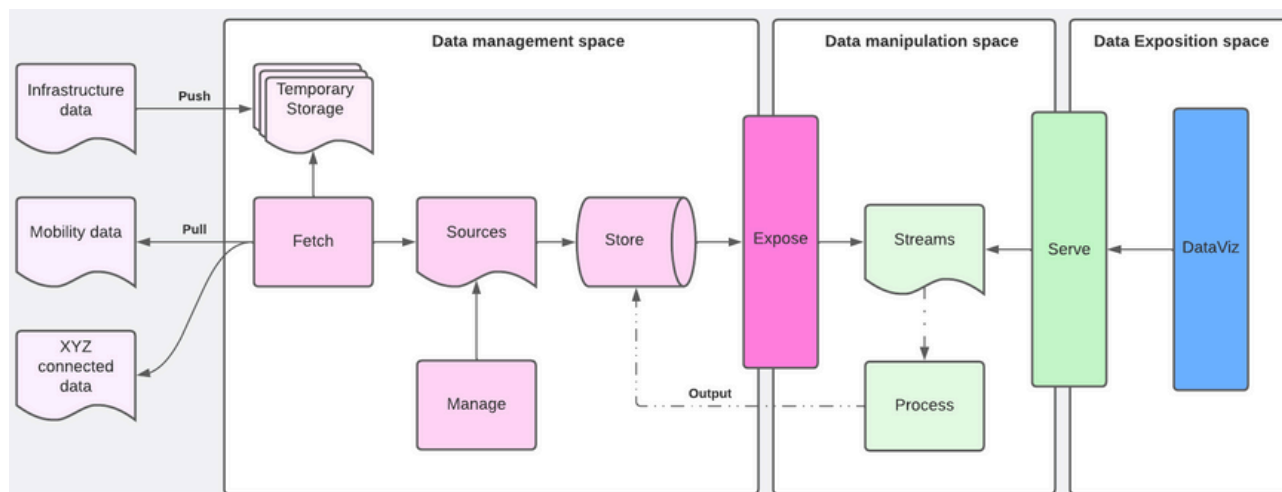 Data management space
Data manipulation space
Data Exposition space
Infrastructure
data
Push
Temporary
Storage
Mobility data
Pull
Fetch
Sources
Store
Expose
Streams
Serve
DataViz
XYZ
connected
data
Manage
Output
Process